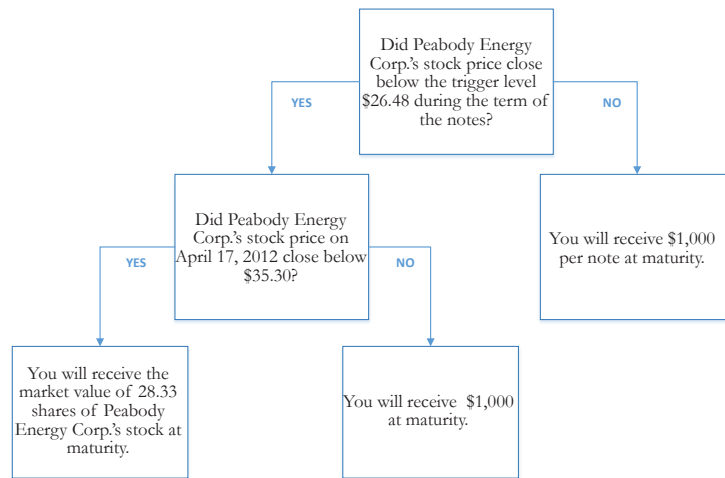 Did Peabody Energy
Corp.'s stock price close
below the trigger level
$26.48 during the term of
the notes?
YES
NO
Did Peabody Energy
Corp.'s stock price on
April 17, 2012 close below
$35.30?
You will receive $1,000
per note at maturity.
YES
NO
You will receive the
market value of 28.33
shares of Peabody
Energy Corp.'s stock at
maturity.
You will receive $1,000
at maturity.